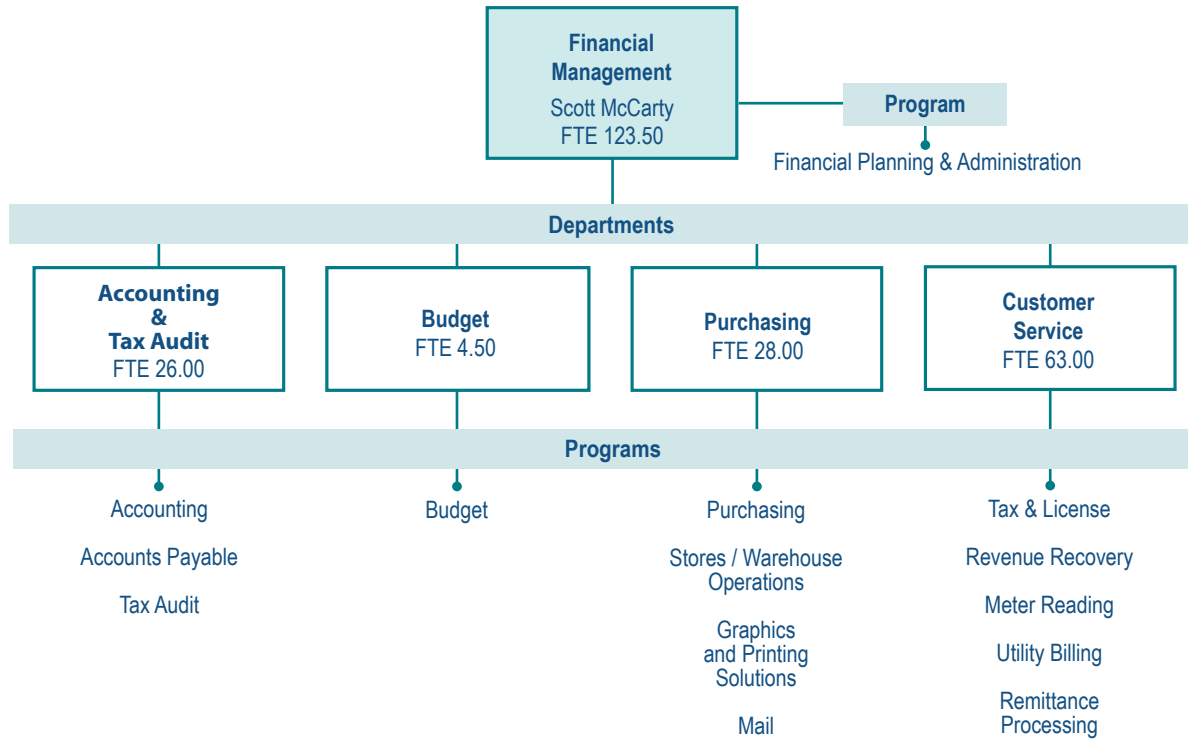 Financial
Management
Scott McCarty
FTE 123.50
Program
Financial Planning & Administration
Departments
Accounting
&
Tax Audit
FTE 26.00
Budget
FTE 4.50
Purchasing
FTE 28.00
Customer
Service
FTE 63.00
Programs
Accounting
Accounts Payable
Tax Audit
Budget
Purchasing
Stores / Warehouse
Operations
Graphics
and Printing
Solutions
Mail
Tax & License
Revenue Recovery
Meter Reading
Utility Billing
Remittance
Processing